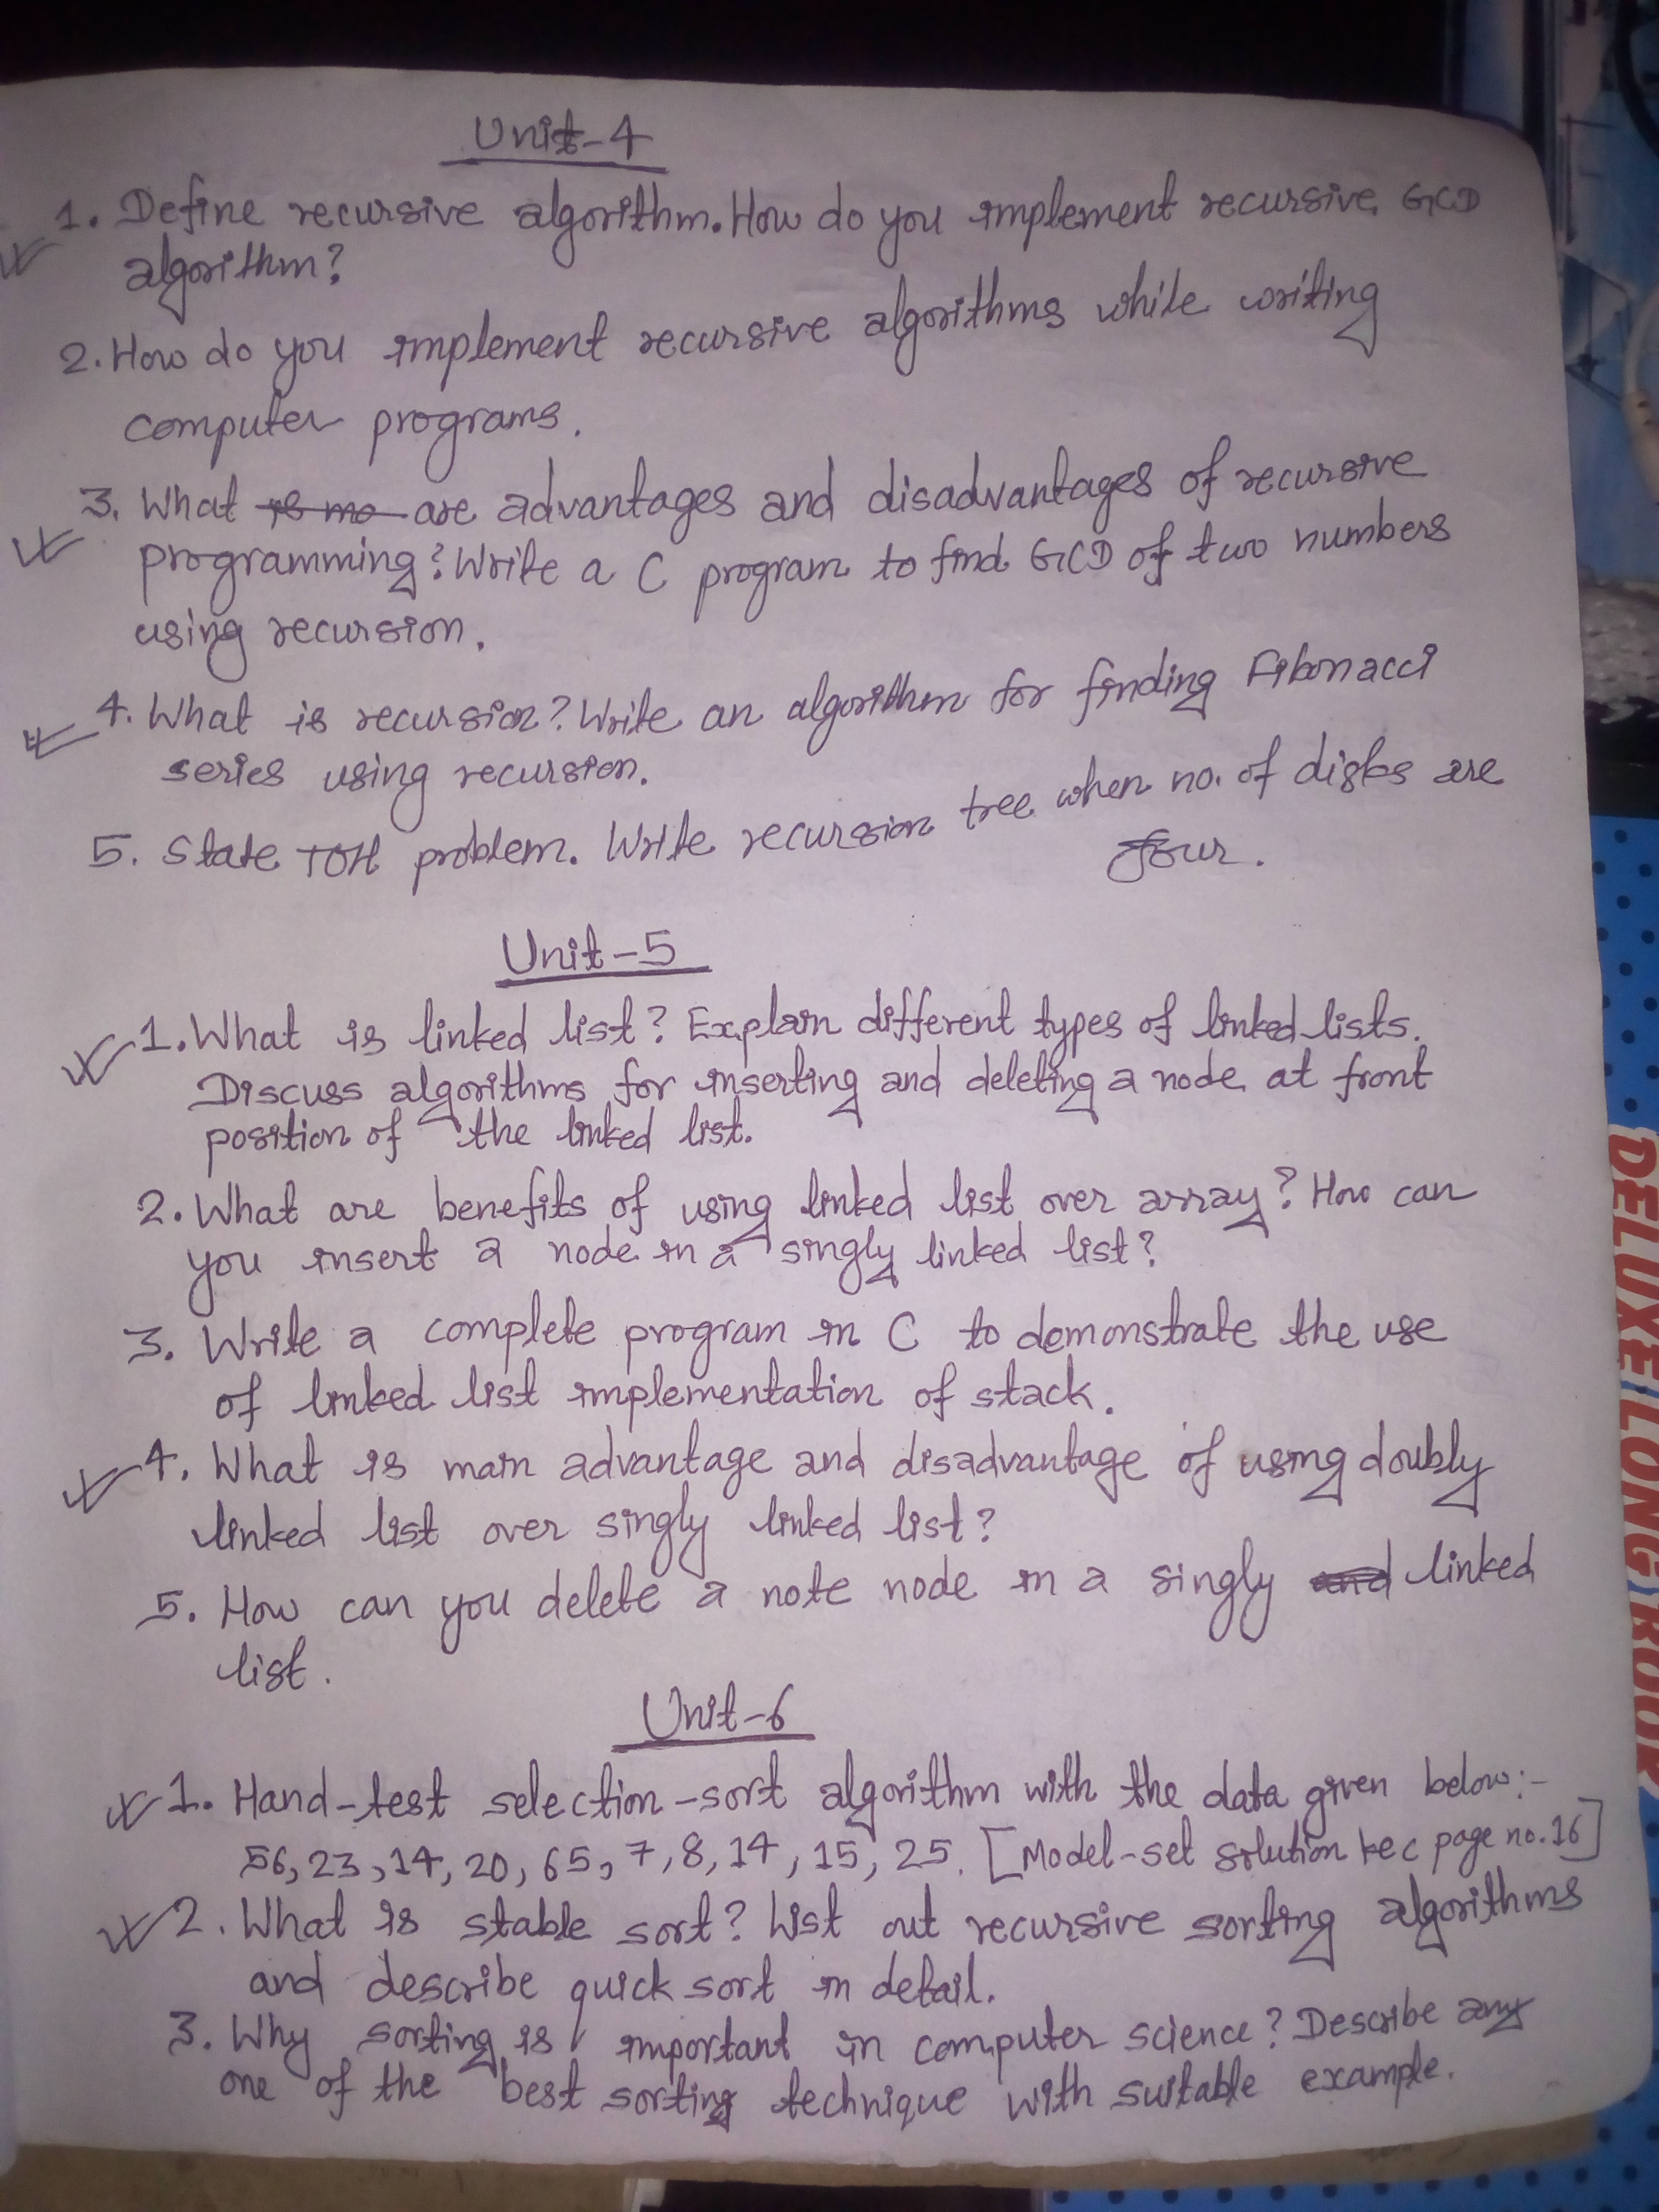 Unit-4
1. Define recursive algorithm. How do you implement recursive GCD
algorithm?
2. How do you implement recursive algorithms while writing
computer programs.
3. What is mo are advantages and disadvantages of recursive
programming? Write a C program to find GCD of two numbers
using recursion.
4. What is recursion? Write an algorithm for finding Fibonacci
series using recursion.
5. State TOH problem. Write recursion tree when no. of disks are
four.
Unit-5
1. What is linked list? Explain different types of linked lists.
Discuss algorithms for inserting and deleting a node at front
position of the linked list.
2. What are benefits of using linked list over array? How can
you insert a node in a singly linked list?
3. Write a complete program in C to demonstrate the use
of linked list implementation of stack.
4. What is main advantage and disadvantage of using doubly
linked list over singly linked list?
5. How can you delete a note node in a singly and linked
list.
Unit-6
1. Hand-test selection-sort algorithm with the data given below:-
56, 23, 14, 20, 65, 7, 8, 14, 15, 25. [Model-set solution kec page no. 16]
2. What is stable sort? List out recursive sorting algorithms
and describe quick sort in detail.
3. Why sorting is important in computer science? Describe any
one of the best sorting technique with suitable example.
DELUXE LONG BOOK